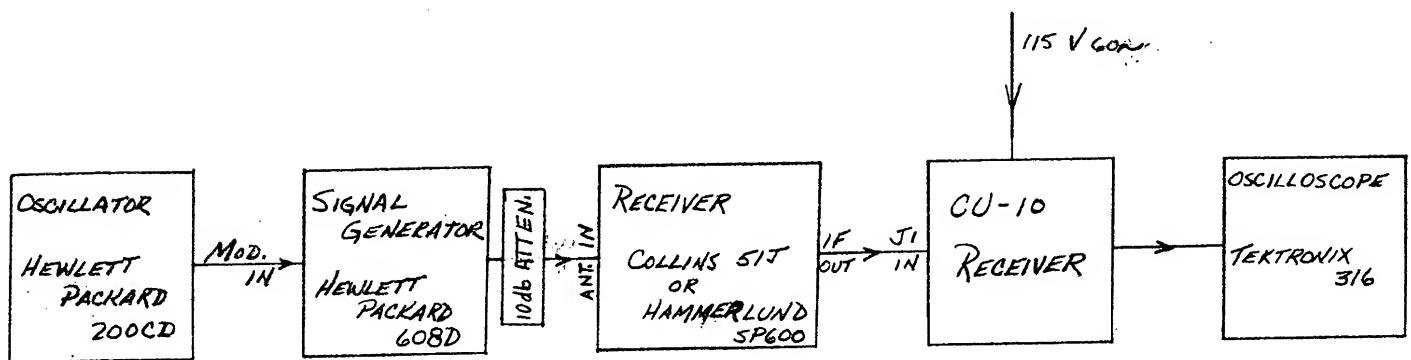 115 V 60~
OSCILLATOR
HEWLETT
PACKARD
200CD
MOD.
IN
SIGNAL
GENERATOR
HEWLETT
PACKARD
608D
10db ATTEN.
ANT. IN
RECEIVER
COLLINS 51J
OR
HAMMERLUND
SP600
IF
OUT
J1
IN
CU-10
RECEIVER
OSCILLOSCOPE
TEKTRONIX
316